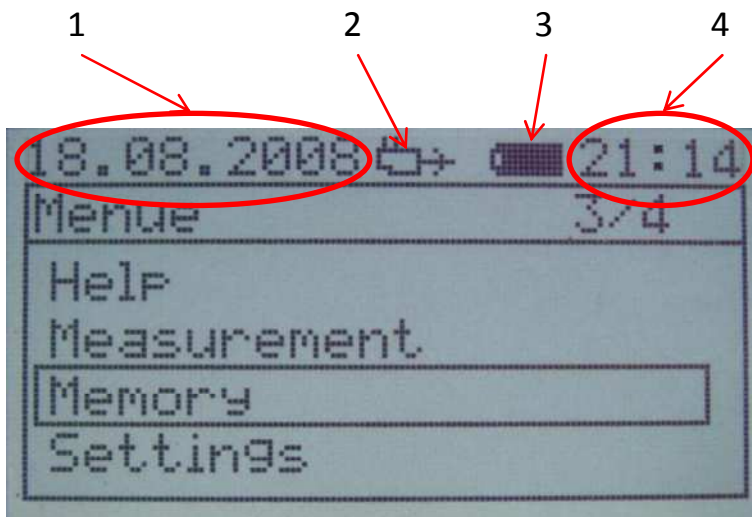 1 2 3 4
18.08.2008 21:14
Menue 3/4
Help
Measurement
Memory
Settings